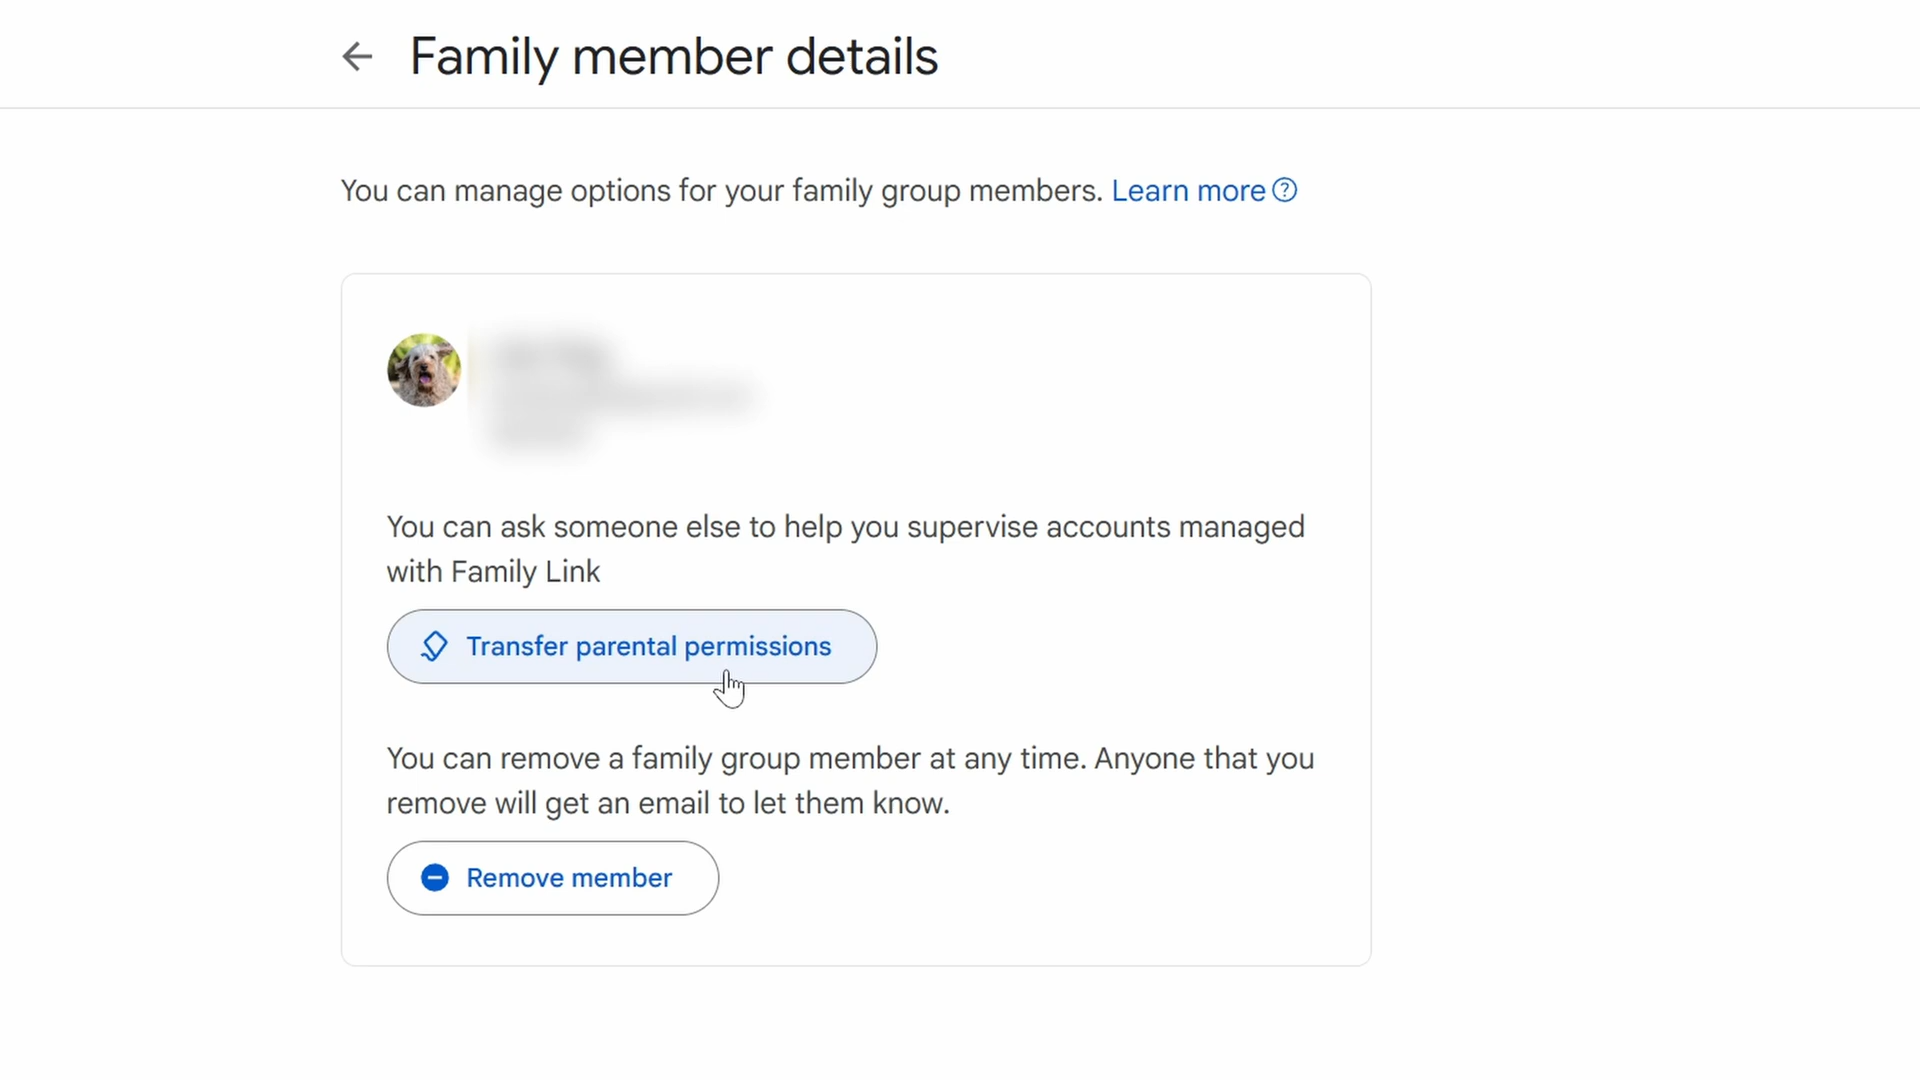 Family member details
You can manage options for your family group members. Learn more
You can ask someone else to help you supervise accounts managed
with Family Link
Transfer parental permissions
You can remove a family group member at any time. Anyone that you
remove will get an email to let them know.
Remove member